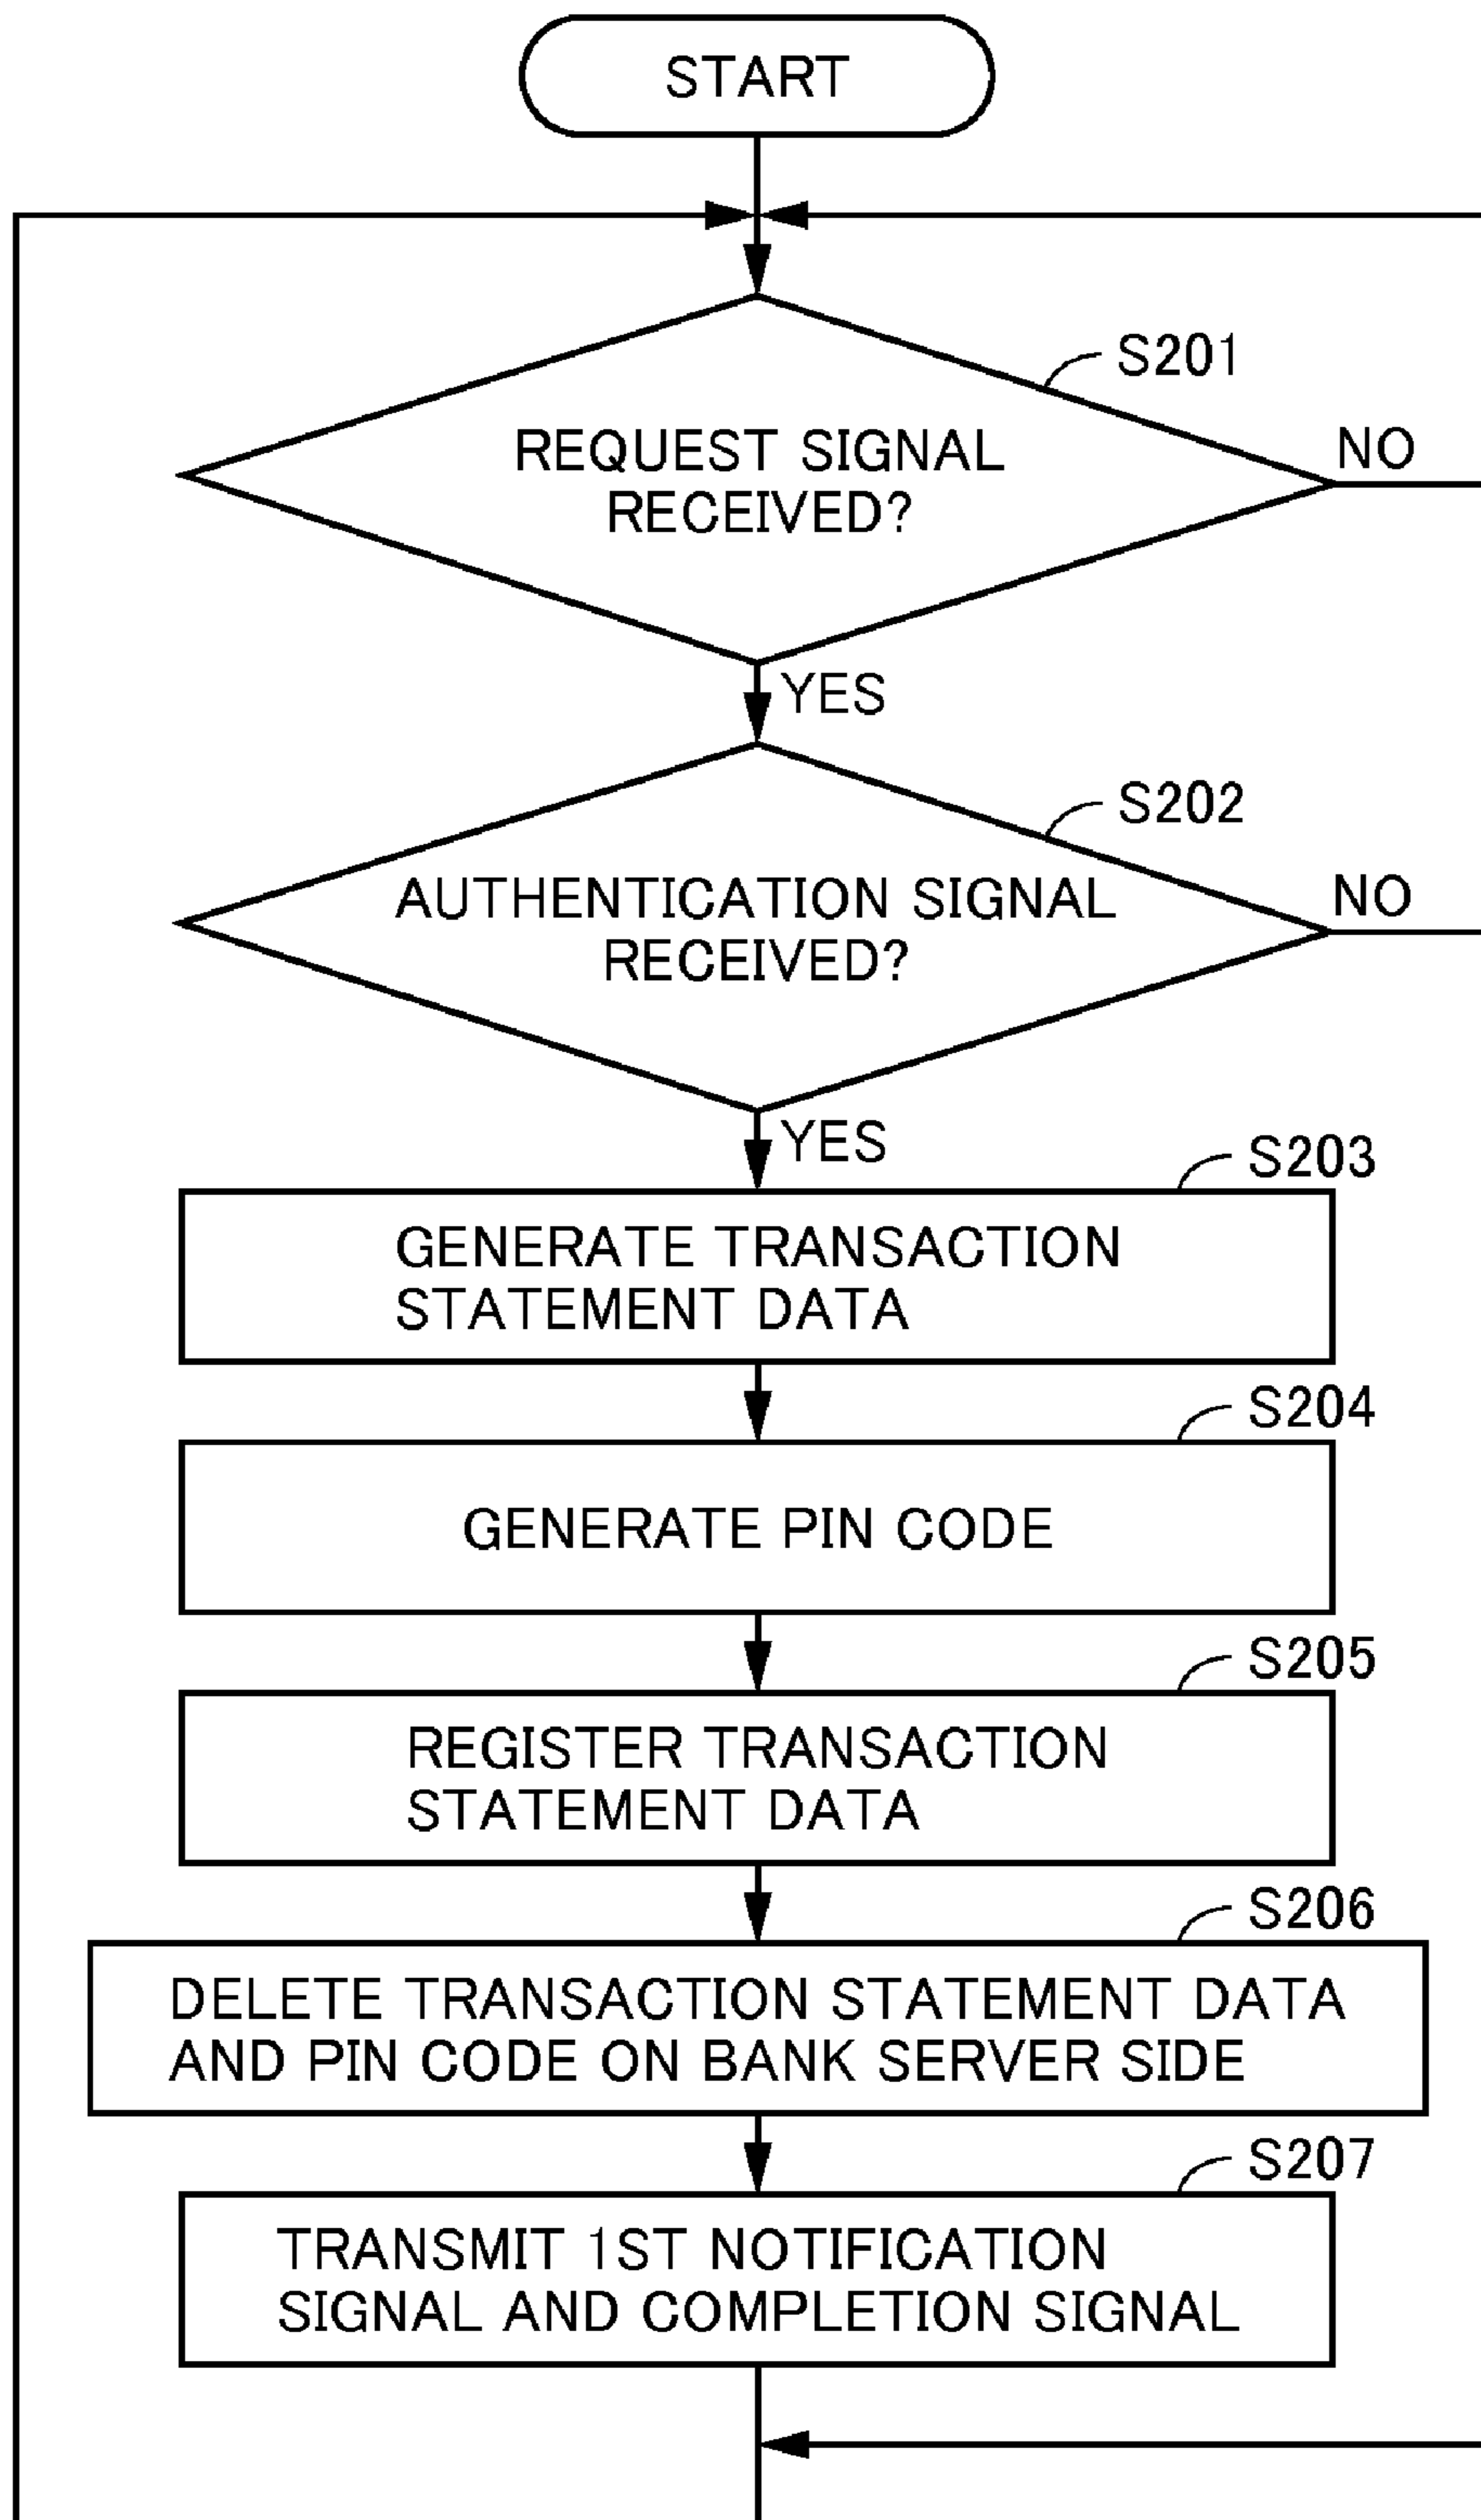 START
S201
REQUEST SIGNAL
RECEIVED?
NO
YES
S202
AUTHENTICATION SIGNAL
RECEIVED?
NO
YES
S203
GENERATE TRANSACTION
STATEMENT DATA
S204
GENERATE PIN CODE
S205
REGISTER TRANSACTION
STATEMENT DATA
S206
DELETE TRANSACTION STATEMENT DATA
AND PIN CODE ON BANK SERVER SIDE
S207
TRANSMIT 1ST NOTIFICATION
SIGNAL AND COMPLETION SIGNAL